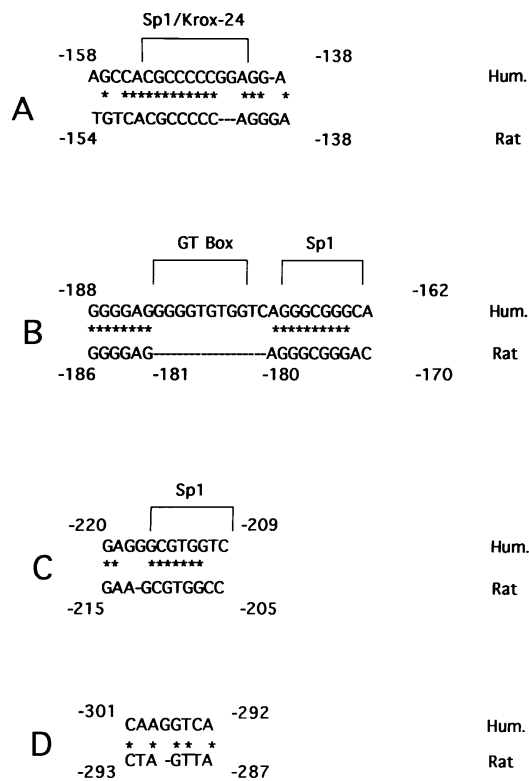 Sp1/Krox-24
-158 -138
AGCCACGCCCCCGGAGG-A Hum.
* ************ *** *
A
TGTCACGCCCCC---AGGGA Rat
-154 -138
GT Box Sp1
-188 -162
GGGGAGGGGGTGTGGTCAGGGCGGGCA Hum.
******** **********
B
GGGGAG-----------------AGGGCGGGAC Rat
-186 -181 -180 -170
Sp1
-220 -209
GAGGGCGTGGTC Hum.
** *******
C
GAA-GCGTGGCC Rat
-215 -205
-301 -292
CAAGGTCA Hum.
* * ** *
D
CTA -GTTA Rat
-293 -287